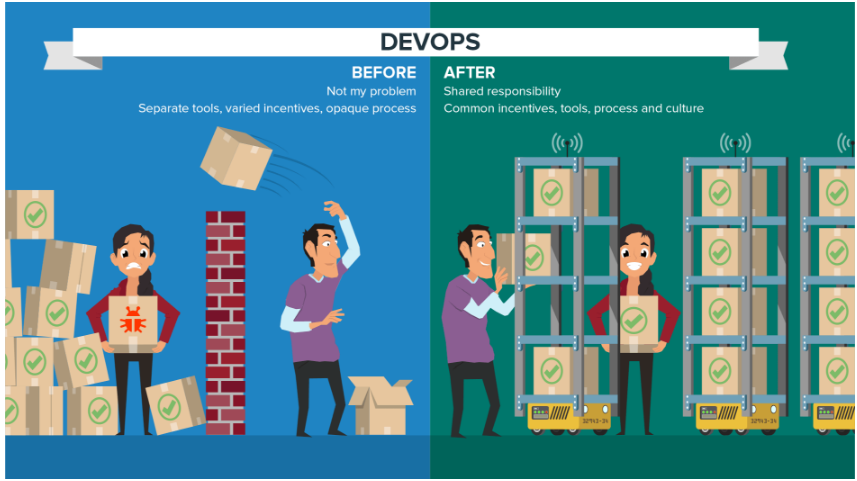 DEVOPS
BEFORE
Not my problem
Separate tools, varied incentives, opaque process
AFTER
Shared responsibility
Common incentives, tools, process and culture